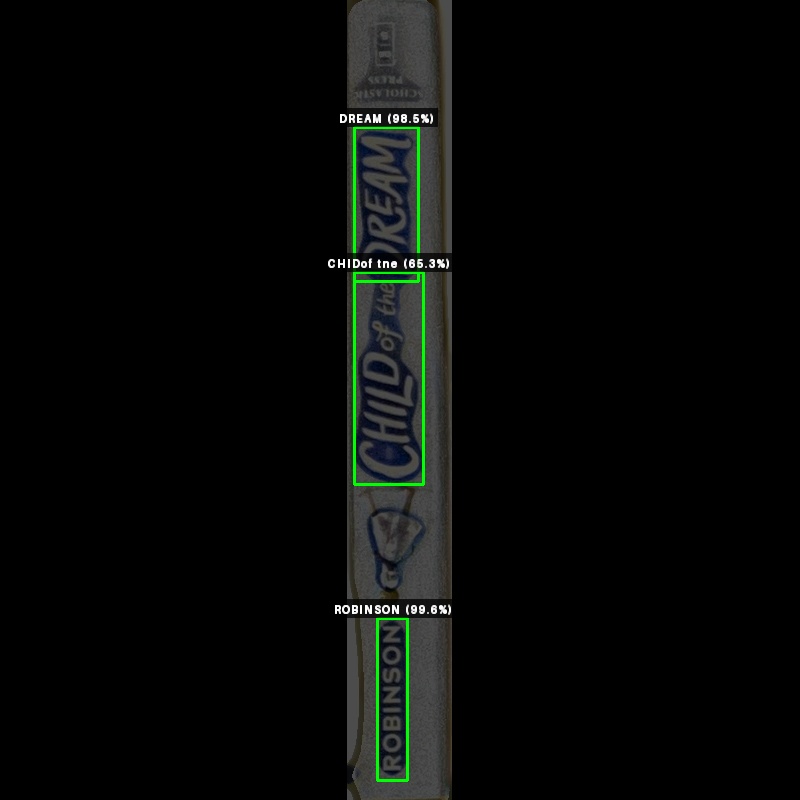 SCHOLASTIC
PRESS
DREAM (98.5%)
DREAM
CHIDof tne (65.3%)
CHILD of the
ROBINSON (99.6%)
ROBINSON